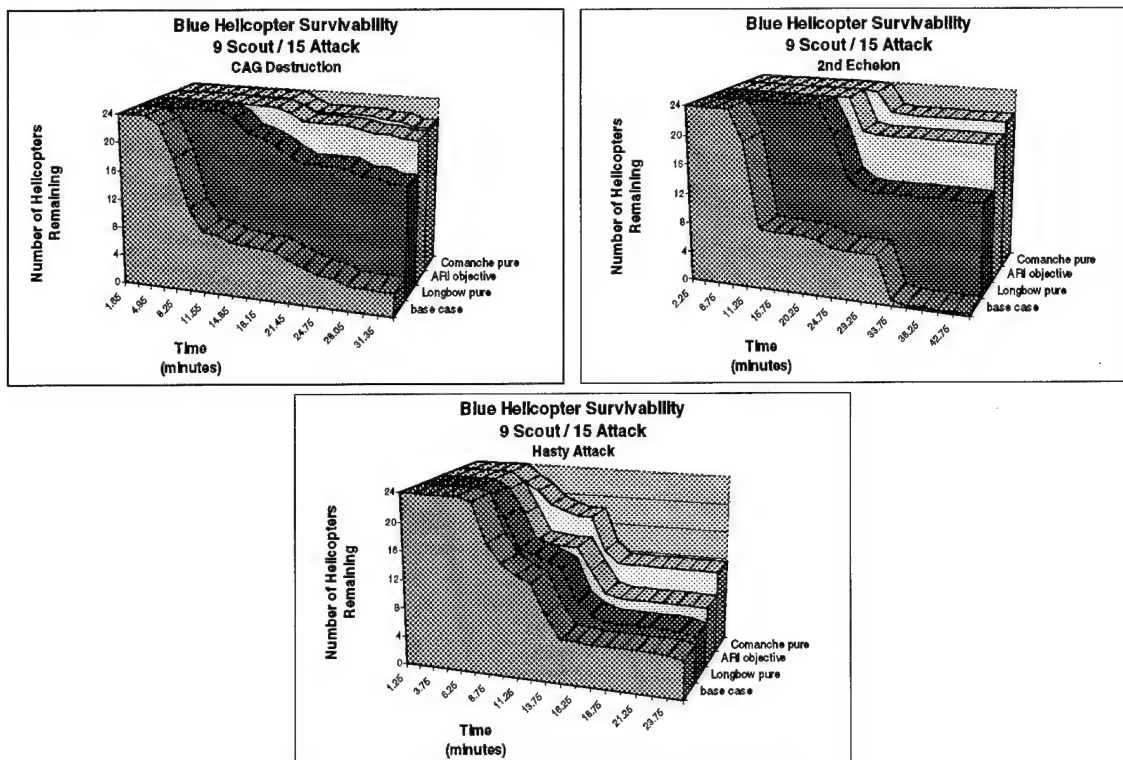 Blue Helicopter Survivability
9 Scout / 15 Attack
CAG Destruction
Number of Helicopters
Remaining
24
20
16
12
8
4
0
1.65
4.95
8.25
11.55
14.85
18.15
21.45
24.75
28.05
31.35
Time
(minutes)
Comanche pure
ARI objective
Longbow pure
base case
Blue Helicopter Survivability
9 Scout / 15 Attack
2nd Echelon
Number of Helicopters
Remaining
24
20
16
12
8
4
0
2.25
6.75
11.25
15.75
20.25
24.75
29.25
33.75
38.25
42.75
Time
(minutes)
Comanche pure
ARI objective
Longbow pure
base case
Blue Helicopter Survivability
9 Scout / 15 Attack
Hasty Attack
Number of Helicopters
Remaining
24
20
16
12
8
4
0
1.25
3.75
6.25
8.75
11.25
13.75
16.25
18.75
21.25
23.75
Time
(minutes)
Comanche pure
ARI objective
Longbow pure
base case